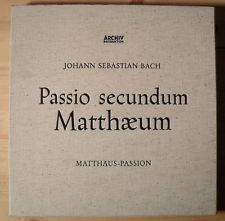 ARCHIV
PRODUKTION
JOHANN SEBASTIAN BACH
Passio secundum
Matthæum
MATTHÄUS-PASSION